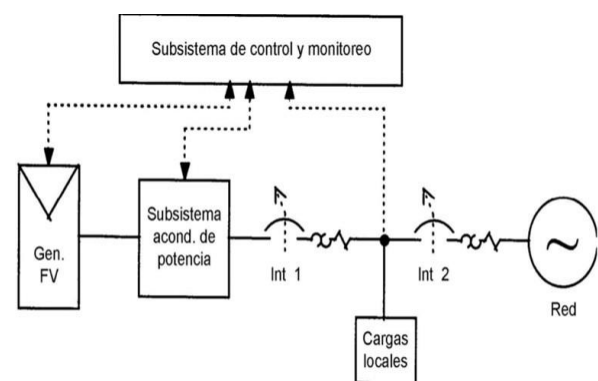 Subsistema de control y monitoreo
Gen.
FV
Subsistema
acond. de
potencia
Int 1
Int 2
Red
Cargas
locales